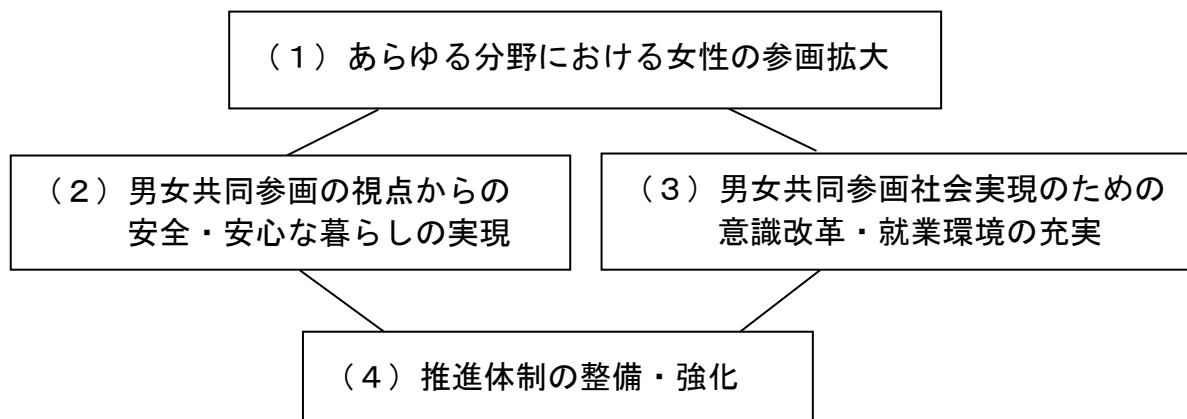 （１）あらゆる分野における女性の参画拡大
（２）男女共同参画の視点からの
安全・安心な暮らしの実現
（３）男女共同参画社会実現のための
意識改革・就業環境の充実
（４）推進体制の整備・強化